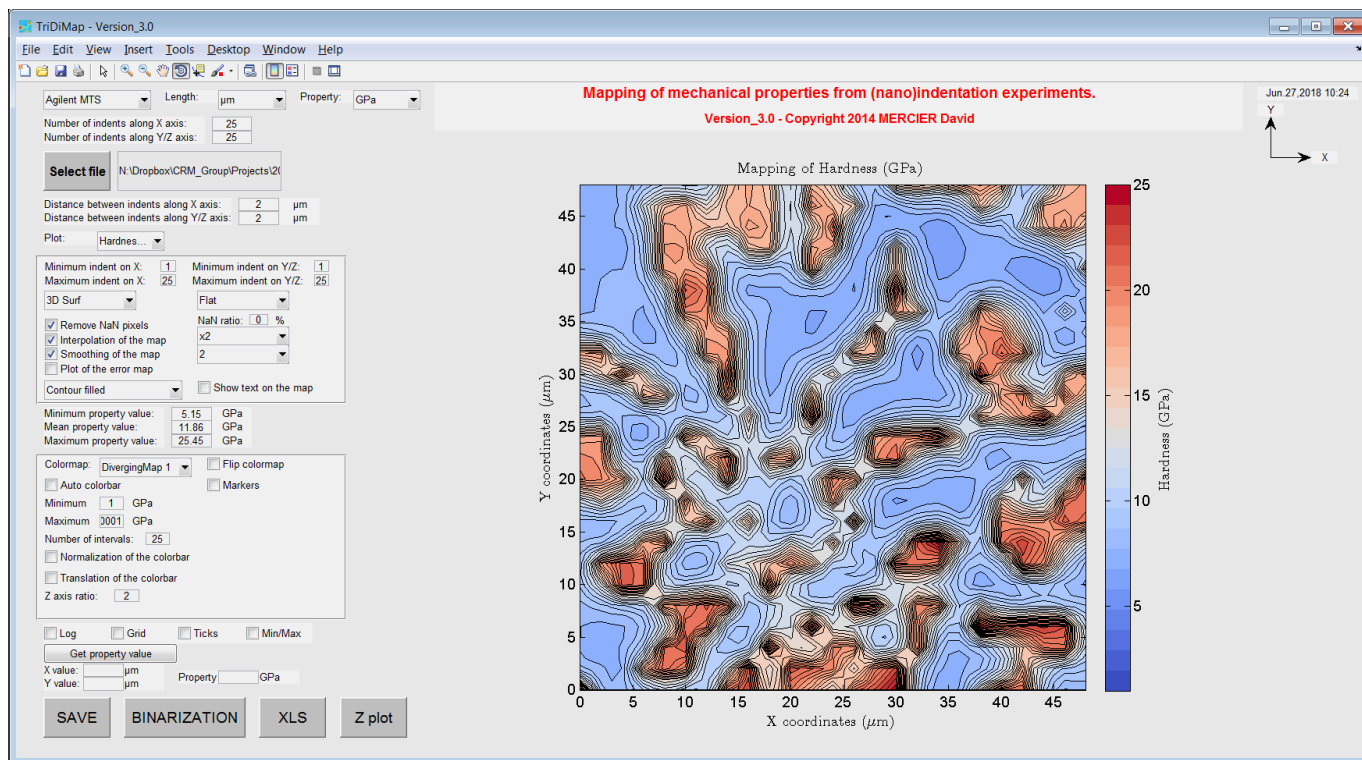 TriDiMap - Version_3.0
File Edit View Insert Tools Desktop Window Help
Agilent MTS Length: µm Property: GPa
Number of indents along X axis: 25
Number of indents along Y/Z axis: 25
Select file N:\Dropbox\CRM_Group\Projects\20
Distance between indents along X axis: 2 µm
Distance between indents along Y/Z axis: 2 µm
Plot: Hardnes...
Minimum indent on X: 1 Minimum indent on Y/Z: 1
Maximum indent on X: 25 Maximum indent on Y/Z: 25
3D Surf Flat
Remove NaN pixels NaN ratio: 0 %
Interpolation of the map x2
Smoothing of the map 2
Plot of the error map
Contour filled Show text on the map
Minimum property value: 5.15 GPa
Mean property value: 11.86 GPa
Maximum property value: 25.45 GPa
Colormap: DivergingMap 1 Flip colormap
Auto colorbar Markers
Minimum 1 GPa
Maximum 0001 GPa
Number of intervals: 25
Normalization of the colorbar
Translation of the colorbar
Z axis ratio: 2
Log Grid Ticks Min/Max
Get property value
X value: µm
Y value: µm
Property GPa
SAVE BINARIZATION XLS Z plot
Mapping of mechanical properties from (nano)indentation experiments.
Version_3.0 - Copyright 2014 MERCIER David
Jun.27,2018 10:24
Y
X
Mapping of Hardness (GPa)
Y coordinates (µm)
45
40
35
30
25
20
15
10
5
0
0 5 10 15 20 25 30 35 40 45
X coordinates (µm)
25
20
15
10
5
Hardness (GPa)